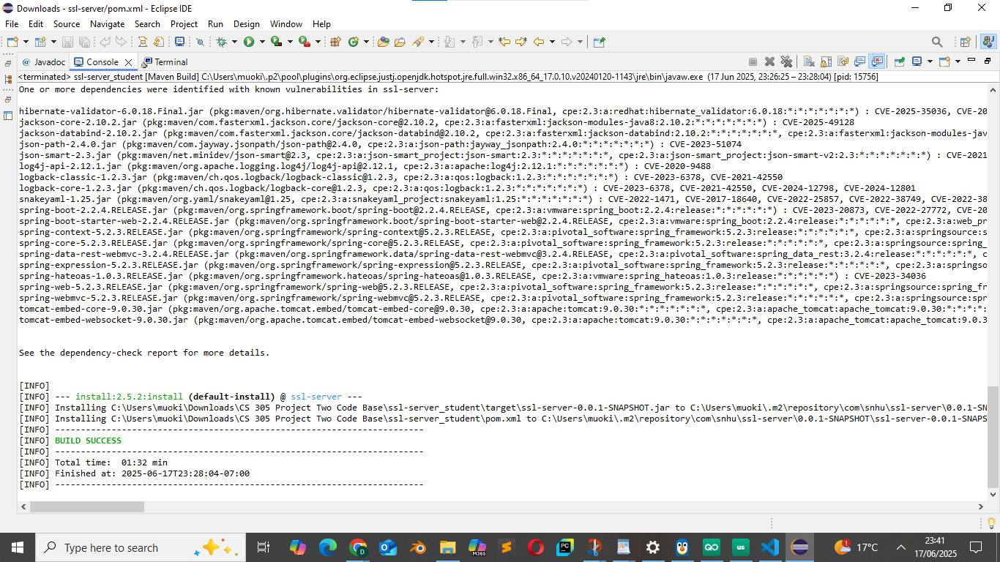 Downloads - ssl-server/pom.xml - Eclipse IDE
File Edit Source Navigate Search Project Run Design Window Help
@ Javadoc Console Terminal
<terminated> ssl-server_student [Maven Build] C:\Users\muoki\.p2\pool\plugins\org.eclipse.justj.openjdk.hotspot.jre.full.win32.x86_64_17.0.10.v20240120-1143\jre\bin\javaw.exe (17 Jun 2025, 23:26:25 – 23:28:04) [pid: 15756]
One or more dependencies were identified with known vulnerabilities in ssl-server:
hibernate-validator-6.0.18.Final.jar (pkg:maven/org.hibernate.validator/hibernate-validator@6.0.18.Final, cpe:2.3:a:redhat:hibernate_validator:6.0.18:*:*:*:*:*:*:*) : CVE-2025-35036, CVE-20
jackson-core-2.10.2.jar (pkg:maven/com.fasterxml.jackson.core/jackson-core@2.10.2, cpe:2.3:a:fasterxml:jackson-modules-java8:2.10.2:*:*:*:*:*:*:*) : CVE-2025-49128
jackson-databind-2.10.2.jar (pkg:maven/com.fasterxml.jackson.core/jackson-databind@2.10.2, cpe:2.3:a:fasterxml:jackson-databind:2.10.2:*:*:*:*:*:*:*, cpe:2.3:a:fasterxml:jackson-modules-jav
json-path-2.4.0.jar (pkg:maven/com.jayway.jsonpath/json-path@2.4.0, cpe:2.3:a:json-path:jayway_jsonpath:2.4.0:*:*:*:*:*:*:*) : CVE-2023-51074
json-smart-2.3.jar (pkg:maven/net.minidev/json-smart@2.3, cpe:2.3:a:json-smart_project:json-smart:2.3:*:*:*:*:*:*:*, cpe:2.3:a:json-smart_project:json-smart-v2:2.3:*:*:*:*:*:*:*) : CVE-2021
log4j-api-2.12.1.jar (pkg:maven/org.apache.logging.log4j/log4j-api@2.12.1, cpe:2.3:a:apache:log4j:2.12.1:*:*:*:*:*:*:*) : CVE-2020-9488
logback-classic-1.2.3.jar (pkg:maven/ch.qos.logback/logback-classic@1.2.3, cpe:2.3:a:qos:logback:1.2.3:*:*:*:*:*:*:*) : CVE-2023-6378, CVE-2021-42550
logback-core-1.2.3.jar (pkg:maven/ch.qos.logback/logback-core@1.2.3, cpe:2.3:a:qos:logback:1.2.3:*:*:*:*:*:*:*) : CVE-2023-6378, CVE-2021-42550, CVE-2024-12798, CVE-2024-12801
snakeyaml-1.25.jar (pkg:maven/org.yaml/snakeyaml@1.25, cpe:2.3:a:snakeyaml_project:snakeyaml:1.25:*:*:*:*:*:*:*) : CVE-2022-1471, CVE-2017-18640, CVE-2022-25857, CVE-2022-38749, CVE-2022-38
spring-boot-2.2.4.RELEASE.jar (pkg:maven/org.springframework.boot/spring-boot@2.2.4.RELEASE, cpe:2.3:a:vmware:spring_boot:2.2.4:release:*:*:*:*:*:*) : CVE-2023-20873, CVE-2022-27772, CVE-20
spring-boot-starter-web-2.2.4.RELEASE.jar (pkg:maven/org.springframework.boot/spring-boot-starter-web@2.2.4.RELEASE, cpe:2.3:a:vmware:spring_boot:2.2.4:release:*:*:*:*:*:*, cpe:2.3:a:web_pr
spring-context-5.2.3.RELEASE.jar (pkg:maven/org.springframework/spring-context@5.2.3.RELEASE, cpe:2.3:a:pivotal_software:spring_framework:5.2.3:release:*:*:*:*:*:*, cpe:2.3:a:springsource:s
spring-core-5.2.3.RELEASE.jar (pkg:maven/org.springframework/spring-core@5.2.3.RELEASE, cpe:2.3:a:pivotal_software:spring_framework:5.2.3:release:*:*:*:*:*:*, cpe:2.3:a:springsource:spring_
spring-data-rest-webmvc-3.2.4.RELEASE.jar (pkg:maven/org.springframework.data/spring-data-rest-webmvc@3.2.4.RELEASE, cpe:2.3:a:pivotal_software:spring_data_rest:3.2.4:release:*:*:*:*:*:*, c
spring-expression-5.2.3.RELEASE.jar (pkg:maven/org.springframework/spring-expression@5.2.3.RELEASE, cpe:2.3:a:pivotal_software:spring_framework:5.2.3:release:*:*:*:*:*:*, cpe:2.3:a:springso
spring-hateoas-1.0.3.RELEASE.jar (pkg:maven/org.springframework.hateoas/spring-hateoas@1.0.3.RELEASE, cpe:2.3:a:vmware:spring_hateoas:1.0.3:release:*:*:*:*:*:*) : CVE-2023-34036
spring-web-5.2.3.RELEASE.jar (pkg:maven/org.springframework/spring-web@5.2.3.RELEASE, cpe:2.3:a:pivotal_software:spring_framework:5.2.3:release:*:*:*:*:*:*, cpe:2.3:a:springsource:spring_fr
spring-webmvc-5.2.3.RELEASE.jar (pkg:maven/org.springframework/spring-webmvc@5.2.3.RELEASE, cpe:2.3:a:pivotal_software:spring_framework:5.2.3:release:*:*:*:*:*:*, cpe:2.3:a:springsource:spr
tomcat-embed-core-9.0.30.jar (pkg:maven/org.apache.tomcat.embed/tomcat-embed-core@9.0.30, cpe:2.3:a:apache:tomcat:9.0.30:*:*:*:*:*:*:*, cpe:2.3:a:apache_tomcat:apache_tomcat:9.0.30:*:*:*:*:
tomcat-embed-websocket-9.0.30.jar (pkg:maven/org.apache.tomcat.embed/tomcat-embed-websocket@9.0.30, cpe:2.3:a:apache:tomcat:9.0.30:*:*:*:*:*:*:*, cpe:2.3:a:apache_tomcat:apache_tomcat:9.0.3
See the dependency-check report for more details.
[INFO]
[INFO] --- install:2.5.2:install (default-install) @ ssl-server ---
[INFO] Installing C:\Users\muoki\Downloads\CS 305 Project Two Code Base\ssl-server_student\target\ssl-server-0.0.1-SNAPSHOT.jar to C:\Users\muoki\.m2\repository\com\snhu\ssl-server\0.0.1-SN
[INFO] Installing C:\Users\muoki\Downloads\CS 305 Project Two Code Base\ssl-server_student\pom.xml to C:\Users\muoki\.m2\repository\com\snhu\ssl-server\0.0.1-SNAPSHOT\ssl-server-0.0.1-SNAPS
[INFO] ------------------------------------------------------------------------
[INFO] BUILD SUCCESS
[INFO] ------------------------------------------------------------------------
[INFO] Total time:  01:32 min
[INFO] Finished at: 2025-06-17T23:28:04-07:00
[INFO] ------------------------------------------------------------------------
Type here to search
M365
PC
us
1
17°C
23:41
17/06/2025